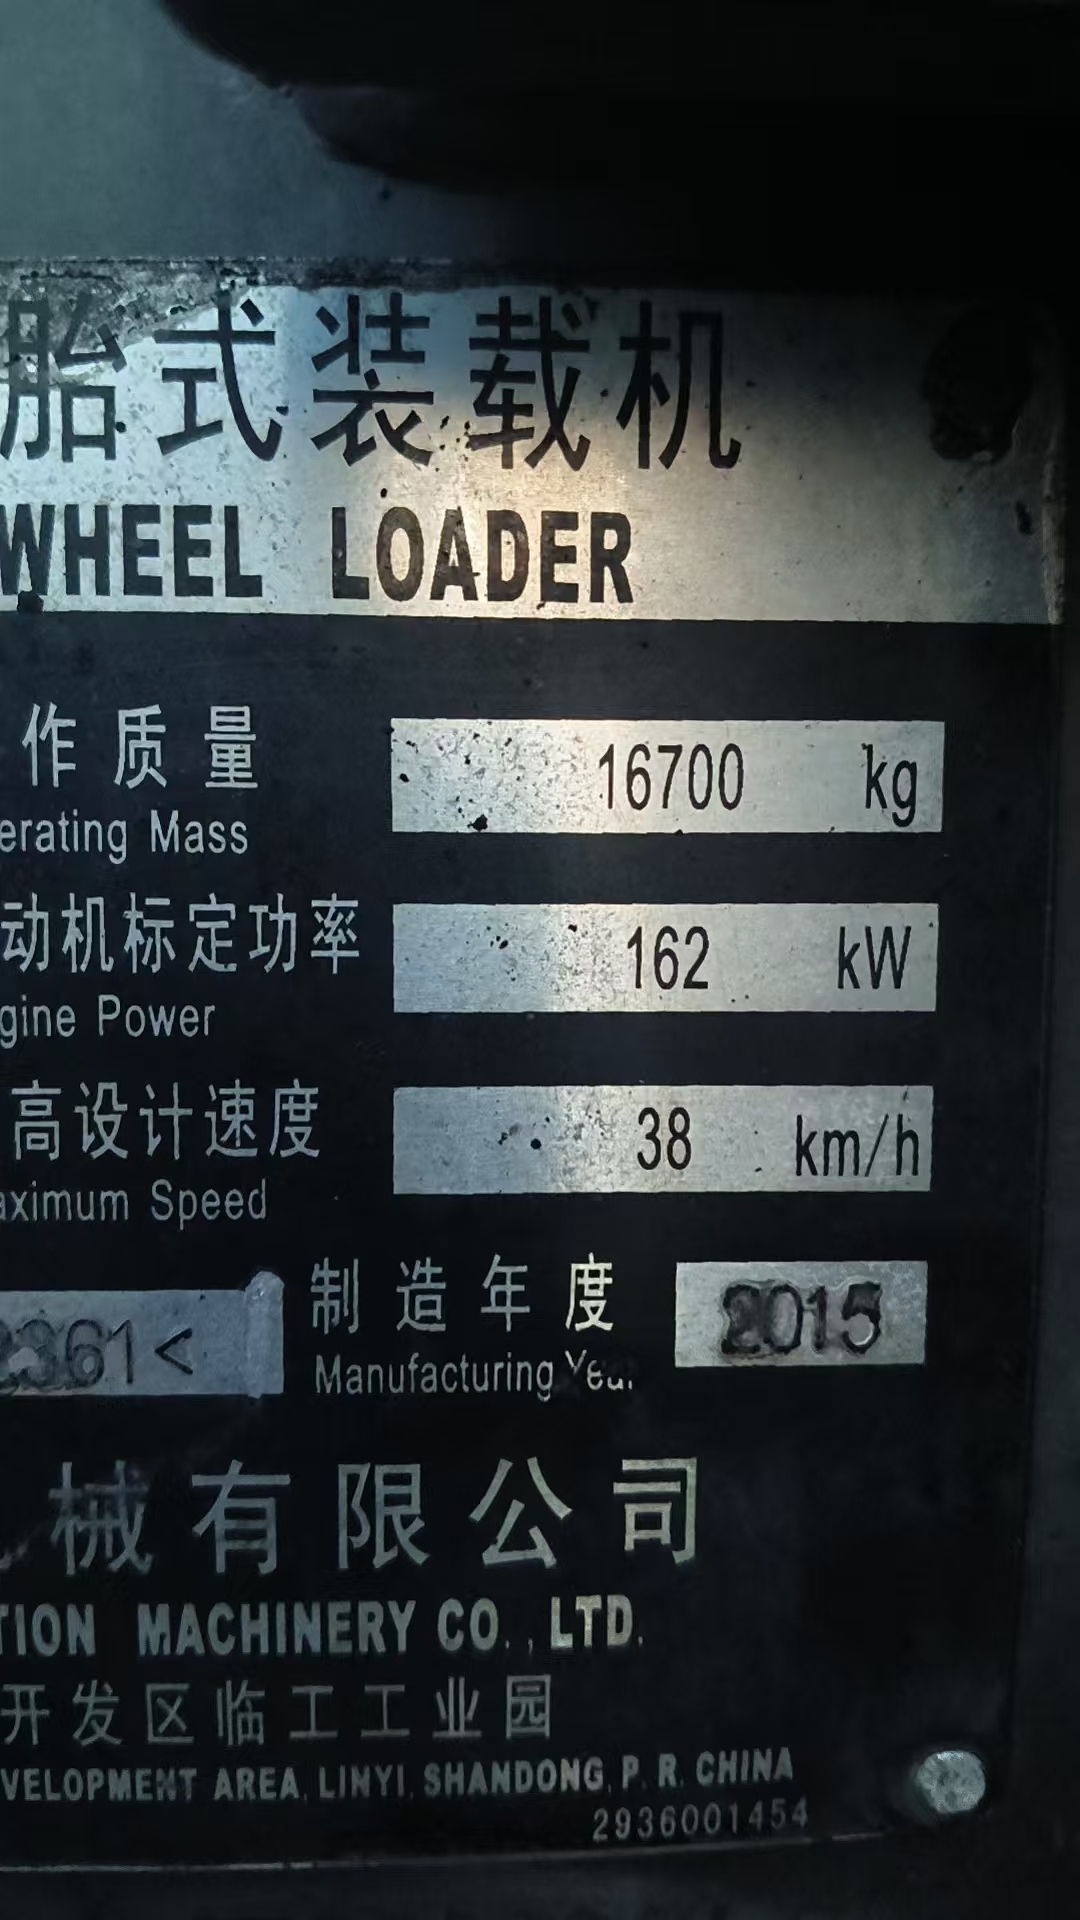 胎式装载机
WHEEL LOADER
作质量 16700 kg
erating Mass
动机标定功率 162 kW
gine Power
高设计速度 38 km/h
aximum Speed
361< 制造年度 2015
Manufacturing Year
械有限公司
TION MACHINERY CO., LTD.
开发区临工工业园
VELOPMENT AREA, LINYI, SHANDONG, P. R. CHINA
2936001454